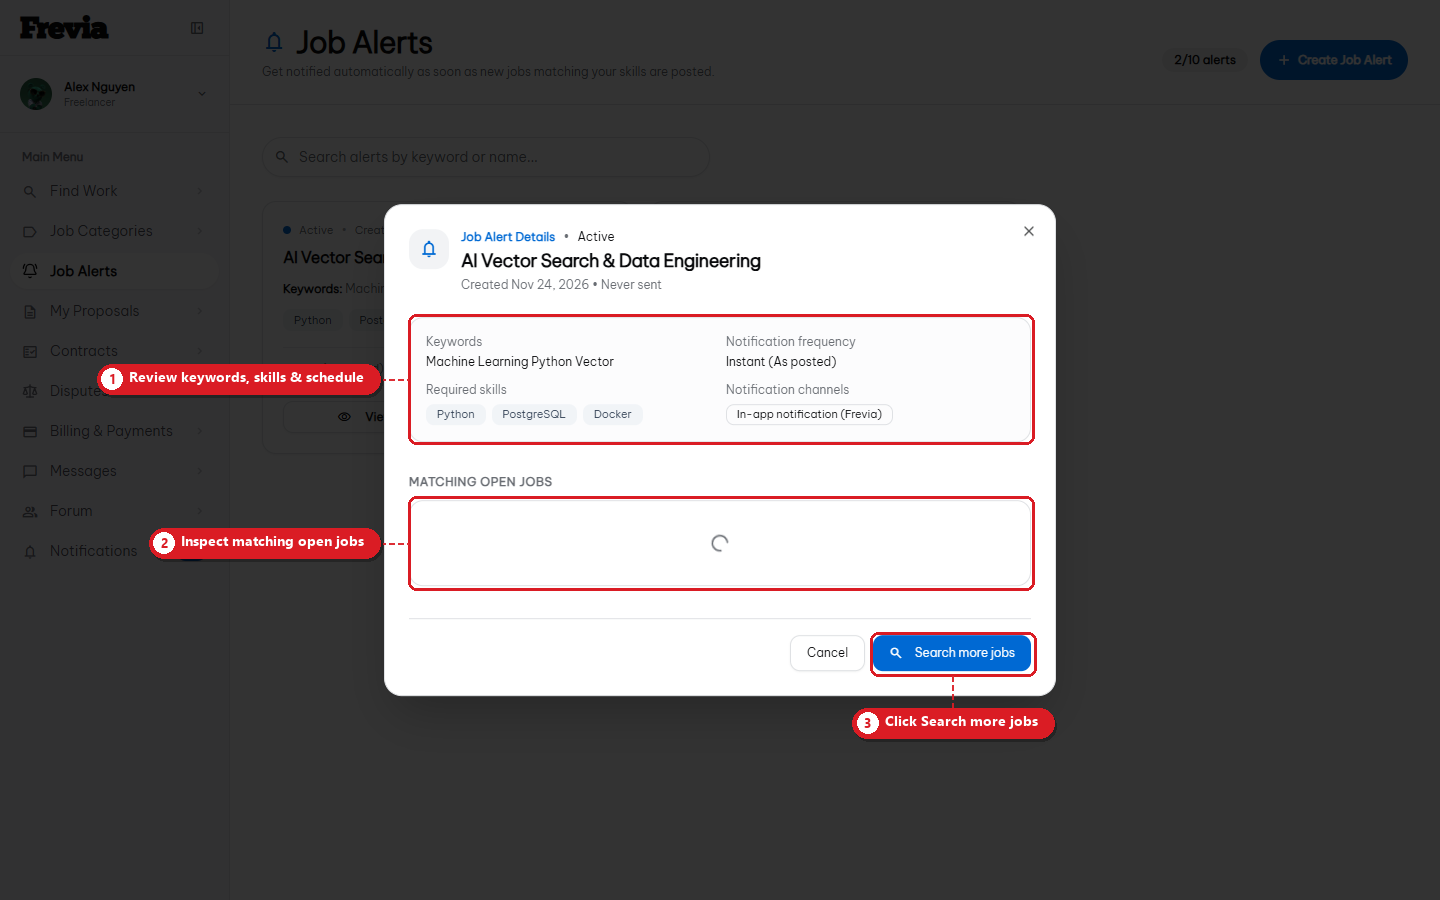 Frevia
Alex Nguyen
Freelancer
Main Menu
Find Work
Job Categories
Job Alerts
My Proposals
Contracts
Billing & Payments
Messages
Forum
Notifications
Job Alerts
Get notified automatically as soon as new jobs matching your skills are posted.
2/10 alerts
+ Create Job Alert
Search alerts by keyword or name...
Active •
AI Vector
Keywords:
Python
Job Alert Details • Active
AI Vector Search & Data Engineering
Created Nov 24, 2026 • Never sent
Keywords
Machine Learning Python Vector
Notification frequency
Instant (As posted)
Required skills
Python PostgreSQL Docker
Notification channels
In-app notification (Frevia)
MATCHING OPEN JOBS
Cancel
Search more jobs
1 Review keywords, skills & schedule
2 Inspect matching open jobs
3 Click Search more jobs